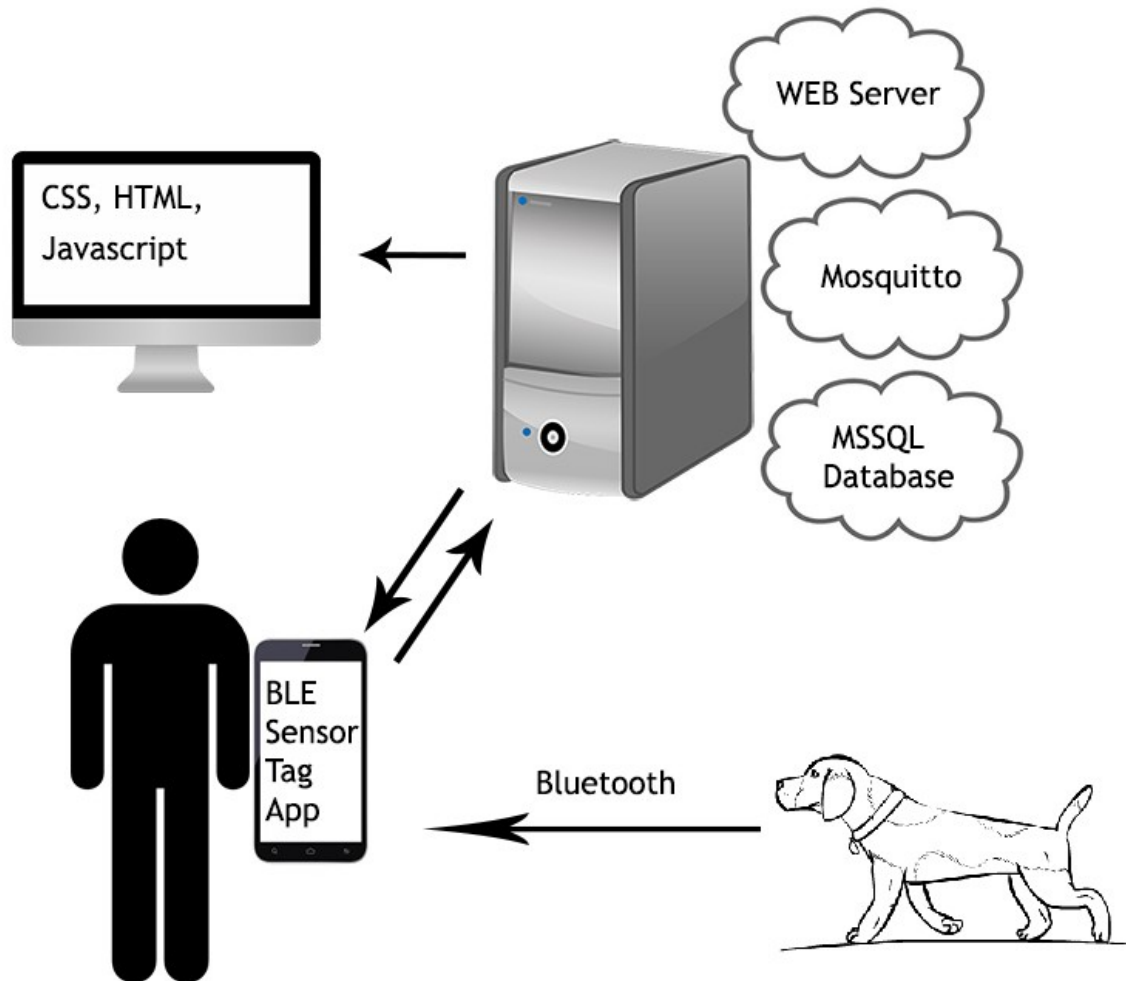 WEB Server
CSS, HTML,
Javascript
Mosquitto
MSSQL
Database
BLE
Sensor
Tag
App
Bluetooth